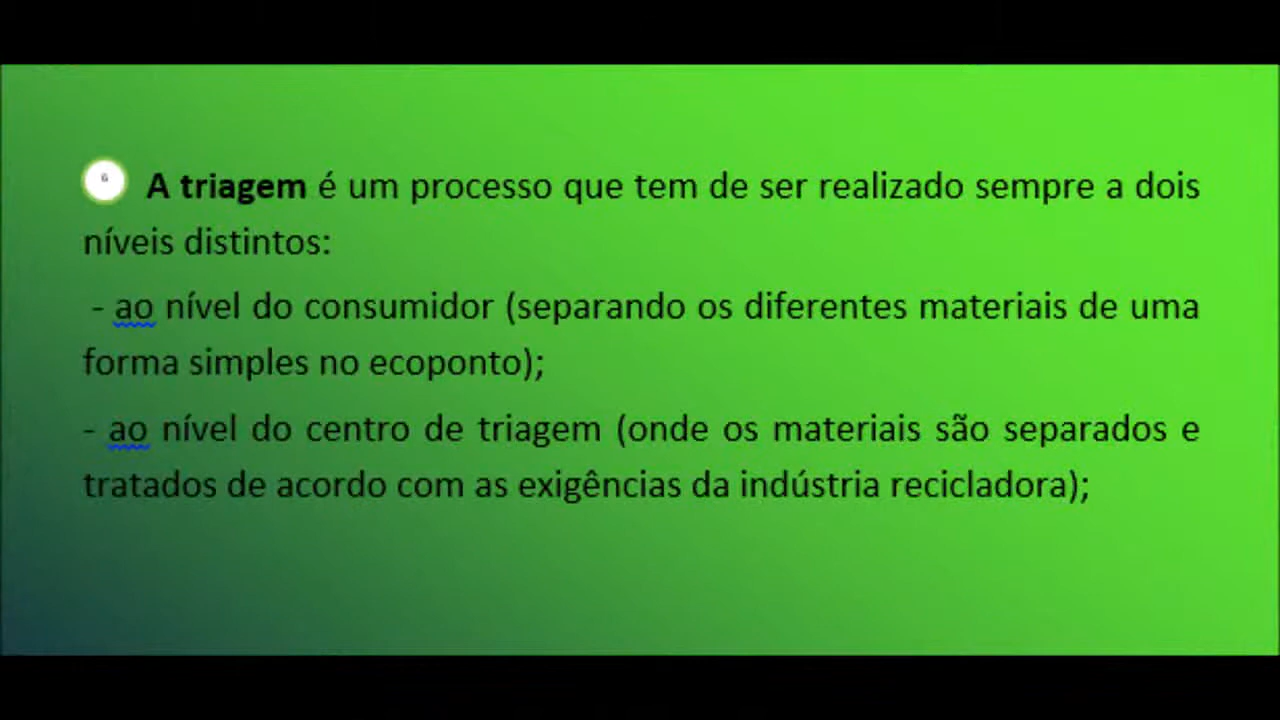 A triagem é um processo que tem de ser realizado sempre a dois
níveis distintos:
- ao nível do consumidor (separando os diferentes materiais de uma
forma simples no ecoponto);
- ao nível do centro de triagem (onde os materiais são separados e
tratados de acordo com as exigências da indústria recicladora);